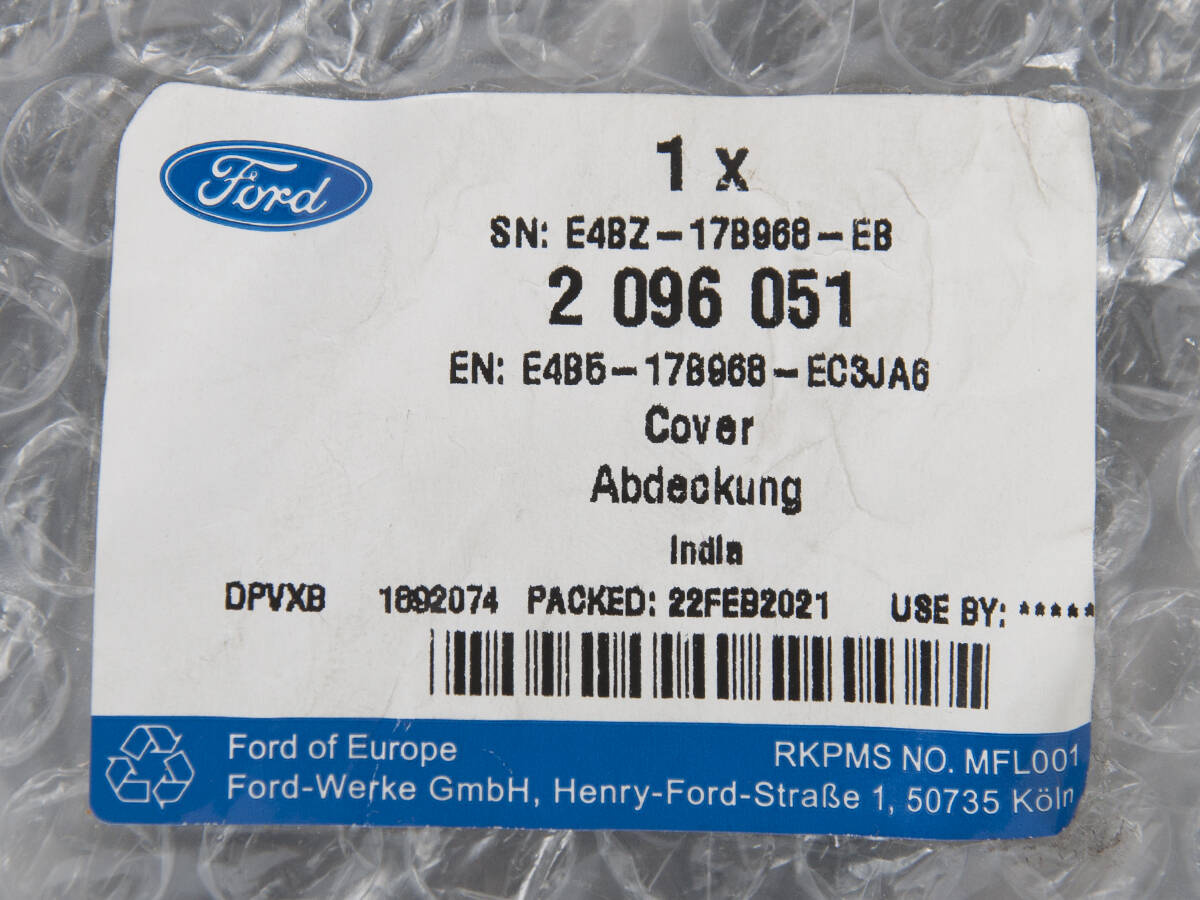 Ford
1 x
SN: E4BZ-17B968-EB
2 096 051
EN: E4B5-17B968-EC3JA6
Cover
Abdeckung
India
DPVXB 1692074 PACKED: 22FEB2021 USE BY: *****
Ford of Europe RKPMS NO. MFL001
Ford-Werke GmbH, Henry-Ford-Straße 1, 50735 Köln